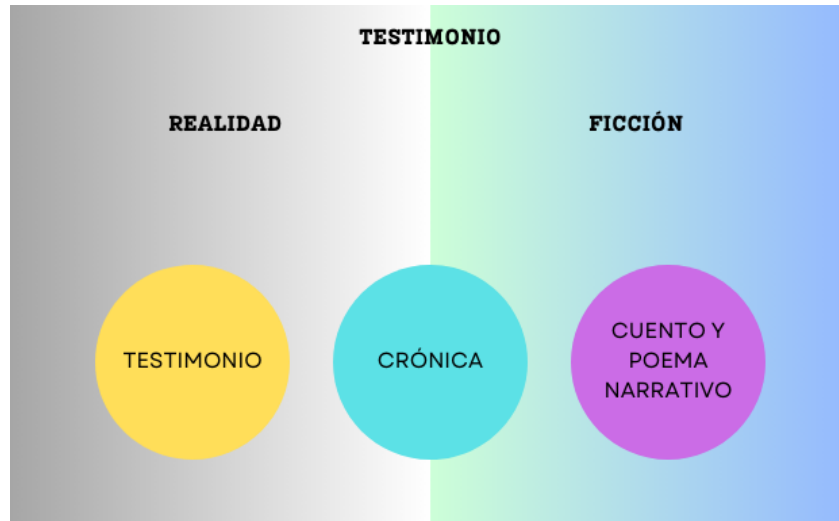 TESTIMONIO
REALIDAD
FICCIÓN
TESTIMONIO
CRÓNICA
CUENTO Y
POEMA
NARRATIVO